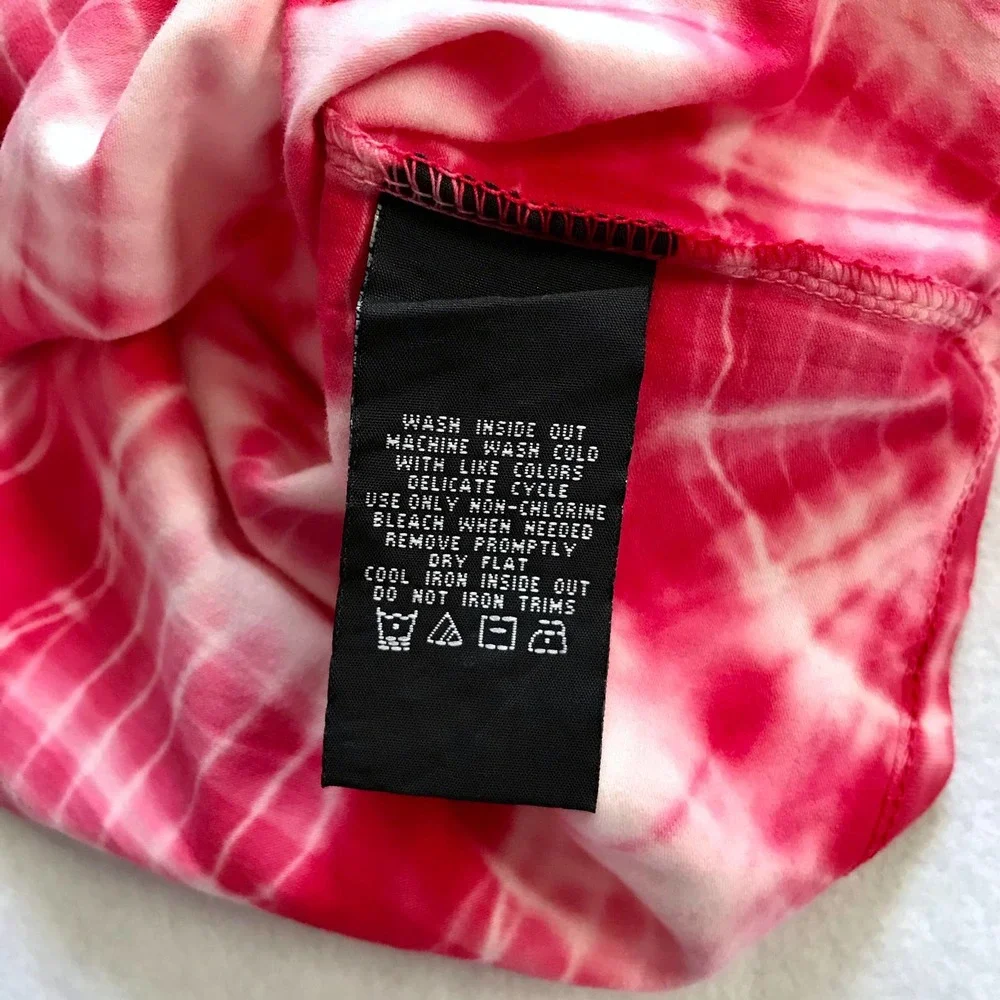 WASH INSIDE OUT
MACHINE WASH COLD
WITH LIKE COLORS
DELICATE CYCLE
USE ONLY NON-CHLORINE
BLEACH WHEN NEEDED
REMOVE PROMPTLY
DRY FLAT
COOL IRON INSIDE OUT
DO NOT IRON TRIMS